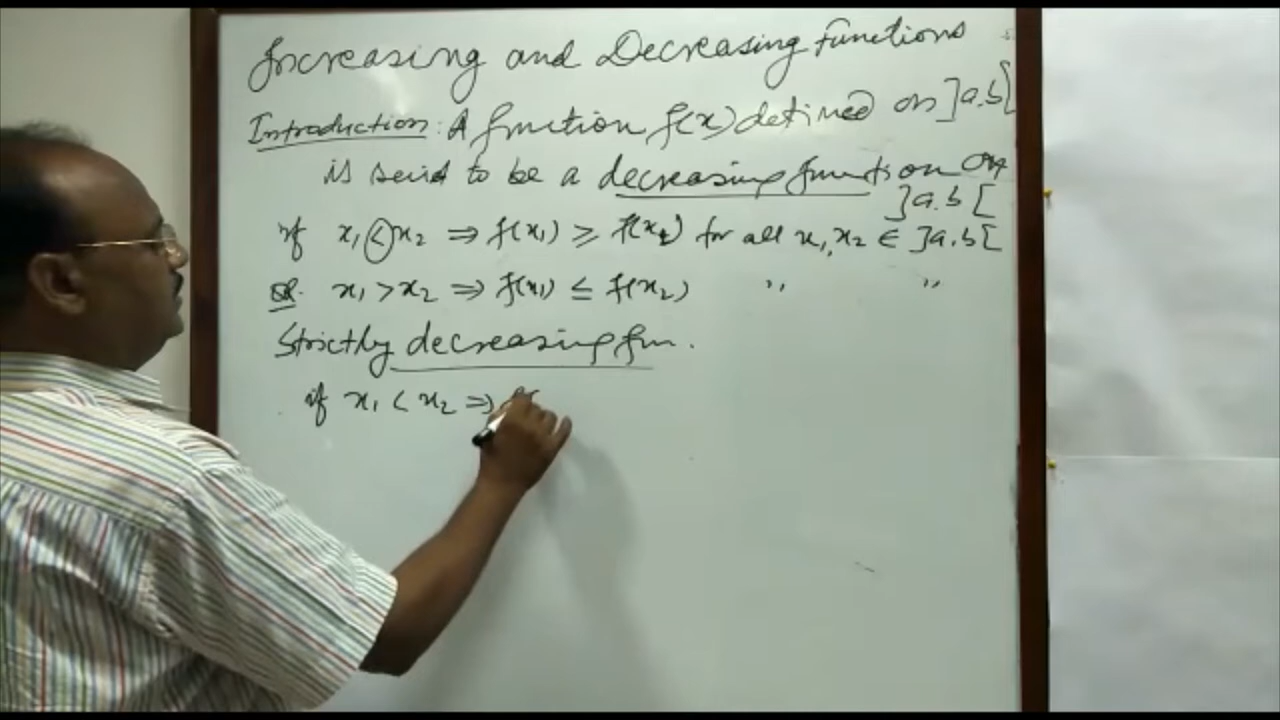 Increasing and Decreasing Functions
Introduction: A function f(x) defined on ]a.b[
is said to be a decreasing function on
]a.b[
if x₁ < x₂ ⇒ f(x₁) ≥ f(x₂) for all x₁, x₂ ∈ ]a.b[
or. x₁ > x₂ ⇒ f(x₁) ≤ f(x₂) " "
Strictly decreasing fun.
if x₁ < x₂ ⇒